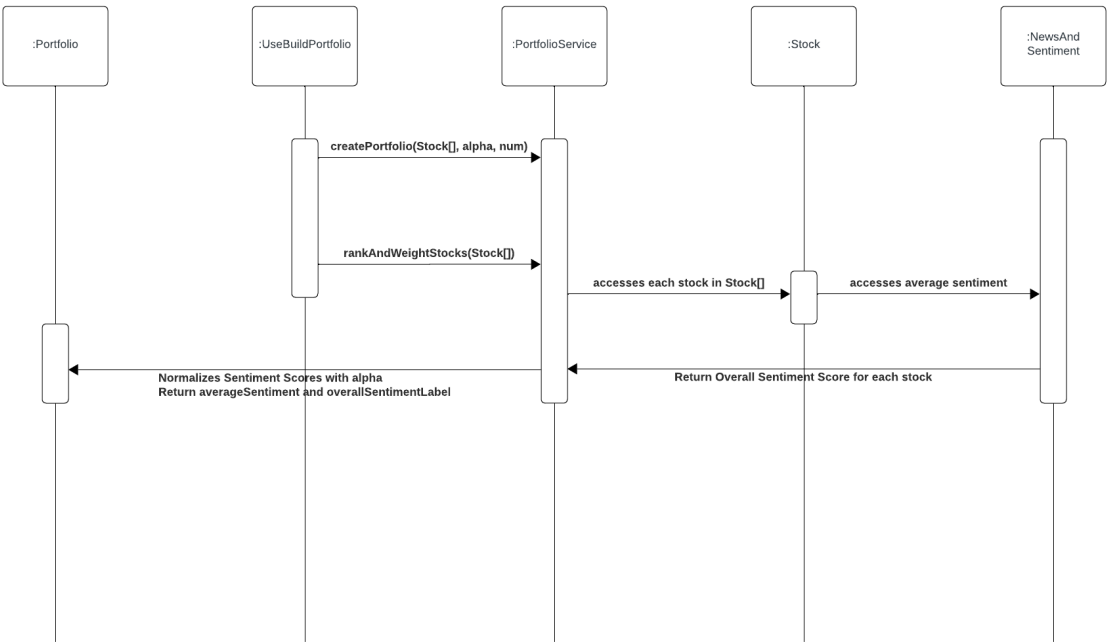 :Portfolio
:UseBuildPortfolio
:PortfolioService
:Stock
:NewsAnd
Sentiment
createPortfolio(Stock[], alpha, num)
rankAndWeightStocks(Stock[])
accesses each stock in Stock[]
accesses average sentiment
Normalizes Sentiment Scores with alpha
Return averageSentiment and overallSentimentLabel
Return Overall Sentiment Score for each stock